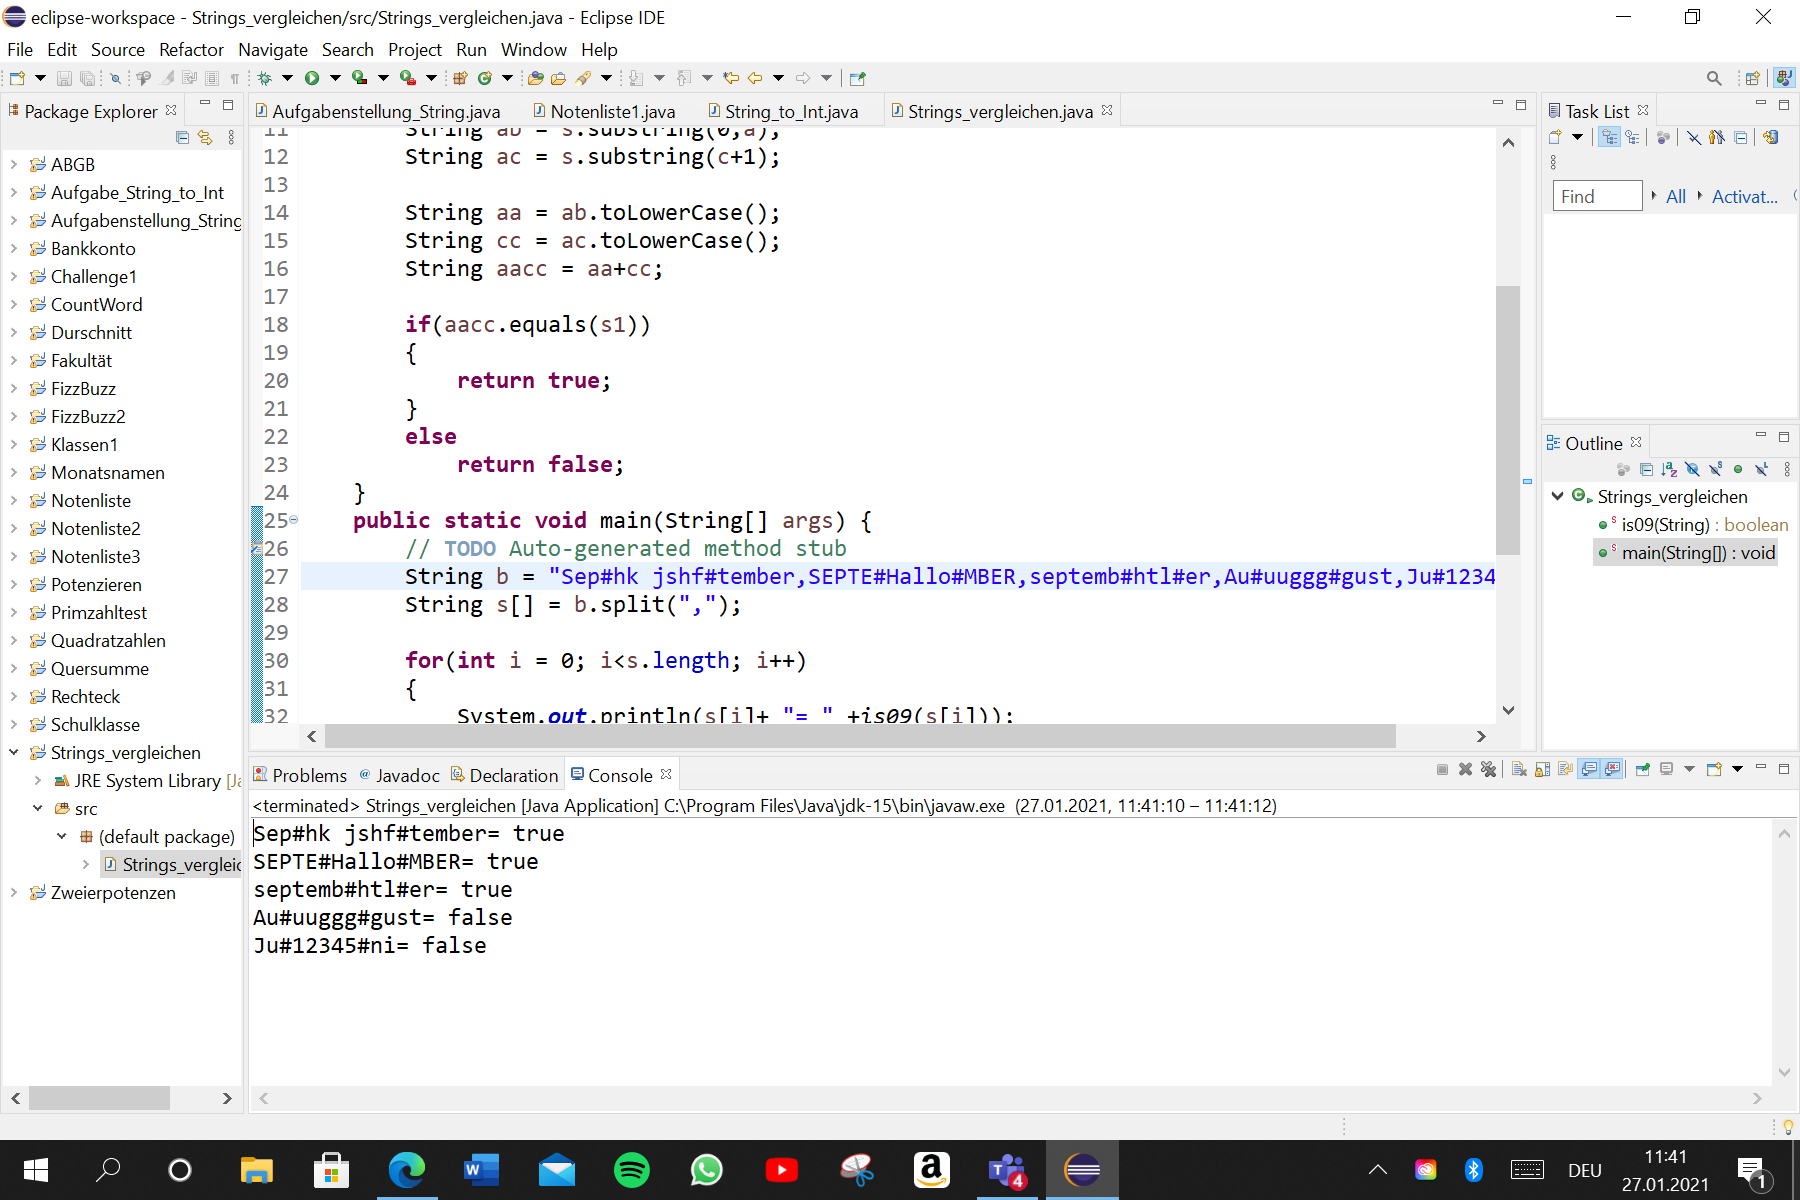 eclipse-workspace - Strings_vergleichen/src/Strings_vergleichen.java - Eclipse IDE
File Edit Source Refactor Navigate Search Project Run Window Help
Package Explorer
ABGB
Aufgabe_String_to_Int
Aufgabenstellung_String
Bankkonto
Challenge1
CountWord
Durschnitt
Fakultät
FizzBuzz
FizzBuzz2
Klassen1
Monatsnamen
Notenliste
Notenliste2
Notenliste3
Potenzieren
Primzahltest
Quadratzahlen
Quersumme
Rechteck
Schulklasse
Strings_vergleichen
JRE System Library [Ja
src
(default package)
Strings_vergleic
Zweierpotenzen
Aufgabenstellung_String.java Notenliste1.java String_to_Int.java Strings_vergleichen.java
11 String ab = s.substring(0,a);
12 String ac = s.substring(c+1);
13
14 String aa = ab.toLowerCase();
15 String cc = ac.toLowerCase();
16 String aacc = aa+cc;
17
18 if(aacc.equals(s1))
19 {
20 return true;
21 }
22 else
23 return false;
24 }
25 public static void main(String[] args) {
26 // TODO Auto-generated method stub
27 String b = "Sep#hk jshf#tember,SEPTE#Hallo#MBER,septemb#htl#er,Au#uuggg#gust,Ju#1234
28 String s[] = b.split(",");
29
30 for(int i = 0; i<s.length; i++)
31 {
32 System.out.println(s[i]+ "= " +is09(s[i]));
Task List
Find All Activat...
Outline
Strings_vergleichen
is09(String) : boolean
main(String[]) : void
Problems @ Javadoc Declaration Console
<terminated> Strings_vergleichen [Java Application] C:\Program Files\Java\jdk-15\bin\javaw.exe (27.01.2021, 11:41:10 – 11:41:12)
Sep#hk jshf#tember= true
SEPTE#Hallo#MBER= true
septemb#htl#er= true
Au#uuggg#gust= false
Ju#12345#ni= false
4
DEU
11:41
27.01.2021
1